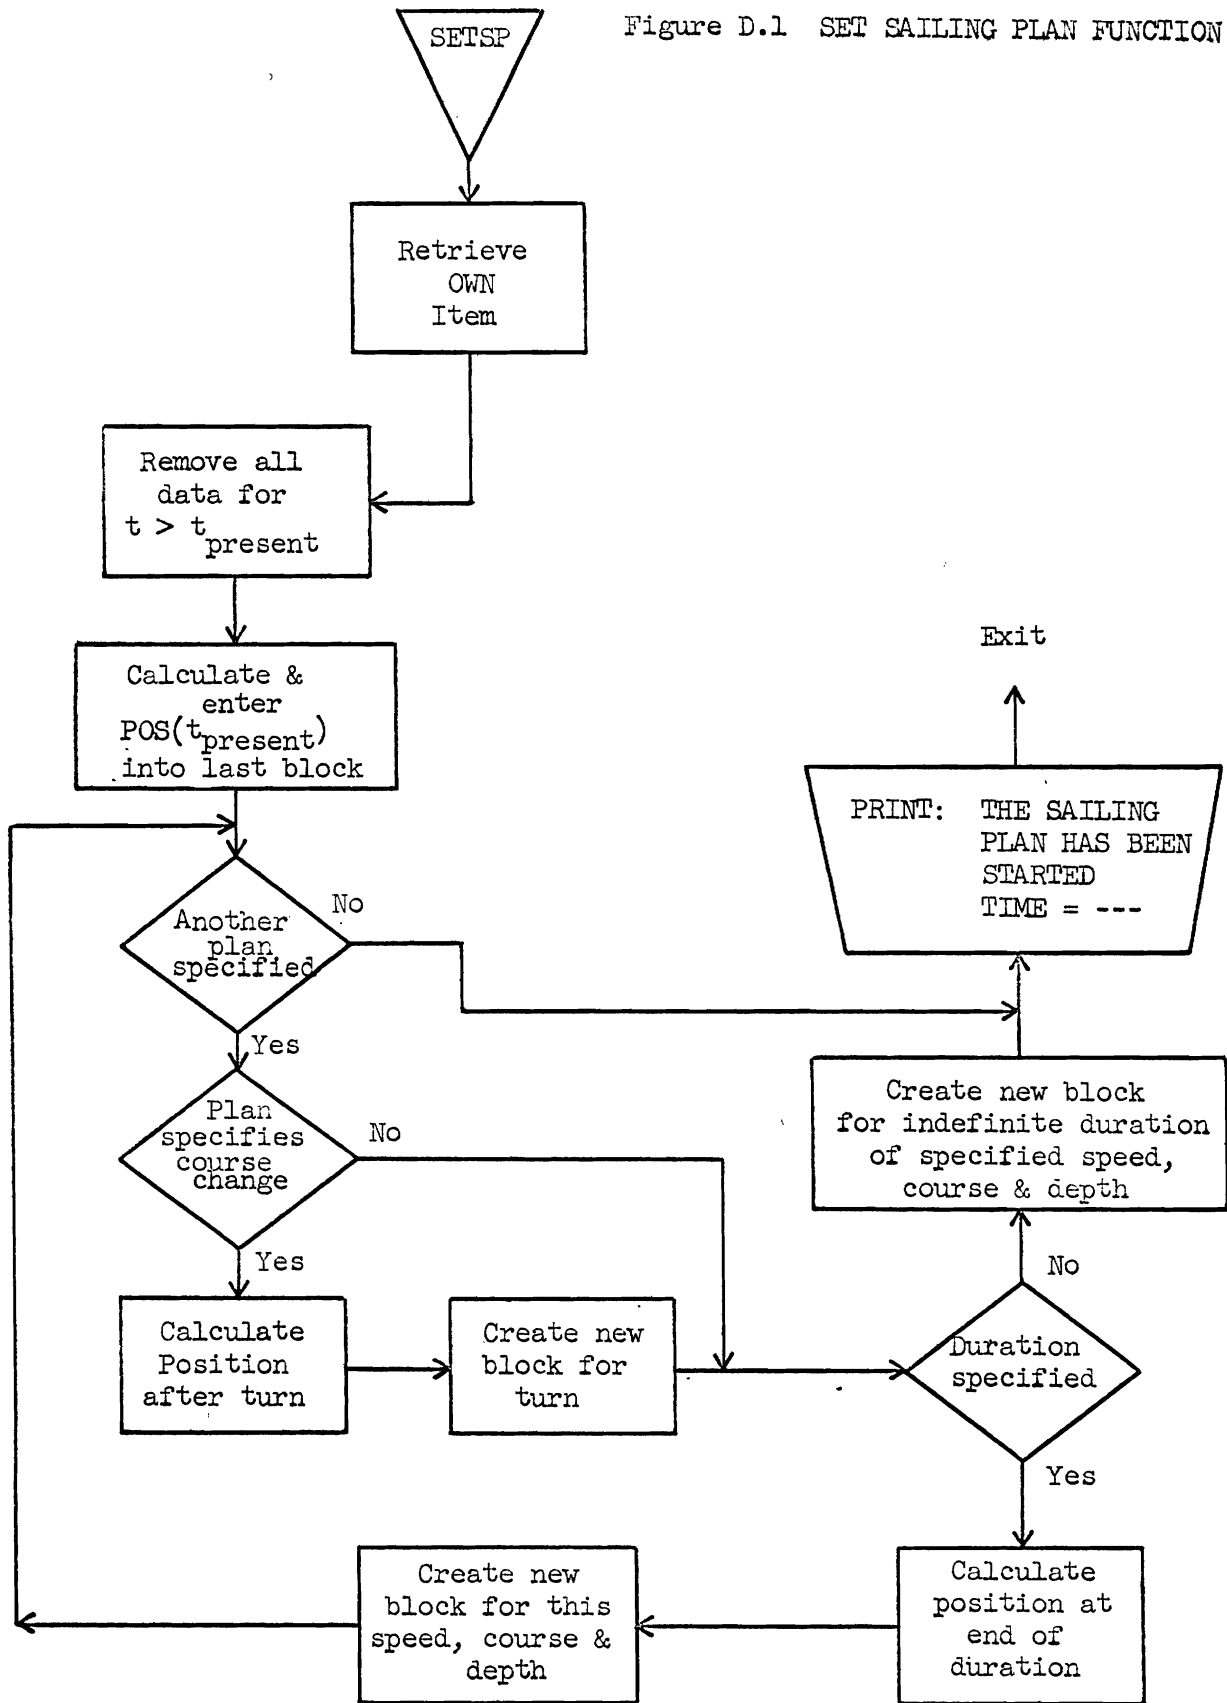 Figure D.1 SET SAILING PLAN FUNCTION
SETSP
Retrieve
OWN
Item
Remove all
data for
t > t present
Calculate &
enter
POS(t present)
into last block
Another
plan
specified
No
Yes
Plan
specifies
course
change
No
Yes
Calculate
Position
after turn
Create new
block for
turn
Duration
specified
No
Yes
Create new block
for indefinite duration
of specified speed,
course & depth
PRINT: THE SAILING
PLAN HAS BEEN
STARTED
TIME = ---
Exit
Calculate
position at
end of
duration
Create new
block for this
speed, course &
depth